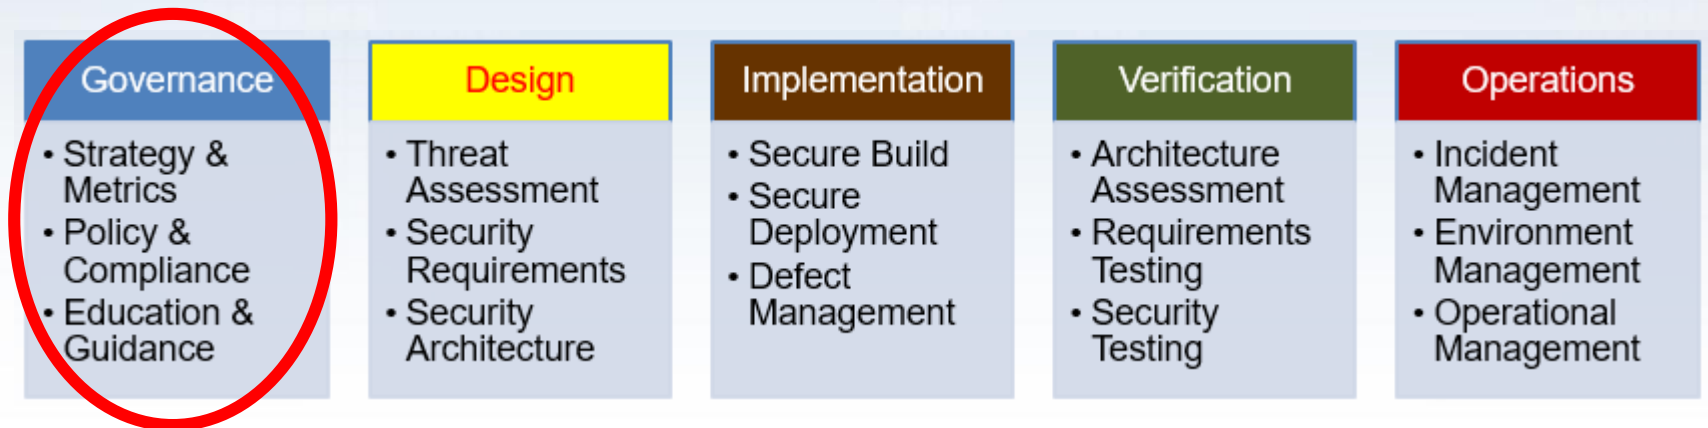 Governance
• Strategy &
Metrics
• Policy &
Compliance
• Education &
Guidance
Design
• Threat
Assessment
• Security
Requirements
• Security
Architecture
Implementation
• Secure Build
• Secure
Deployment
• Defect
Management
Verification
• Architecture
Assessment
• Requirements
Testing
• Security
Testing
Operations
• Incident
Management
• Environment
Management
• Operational
Management